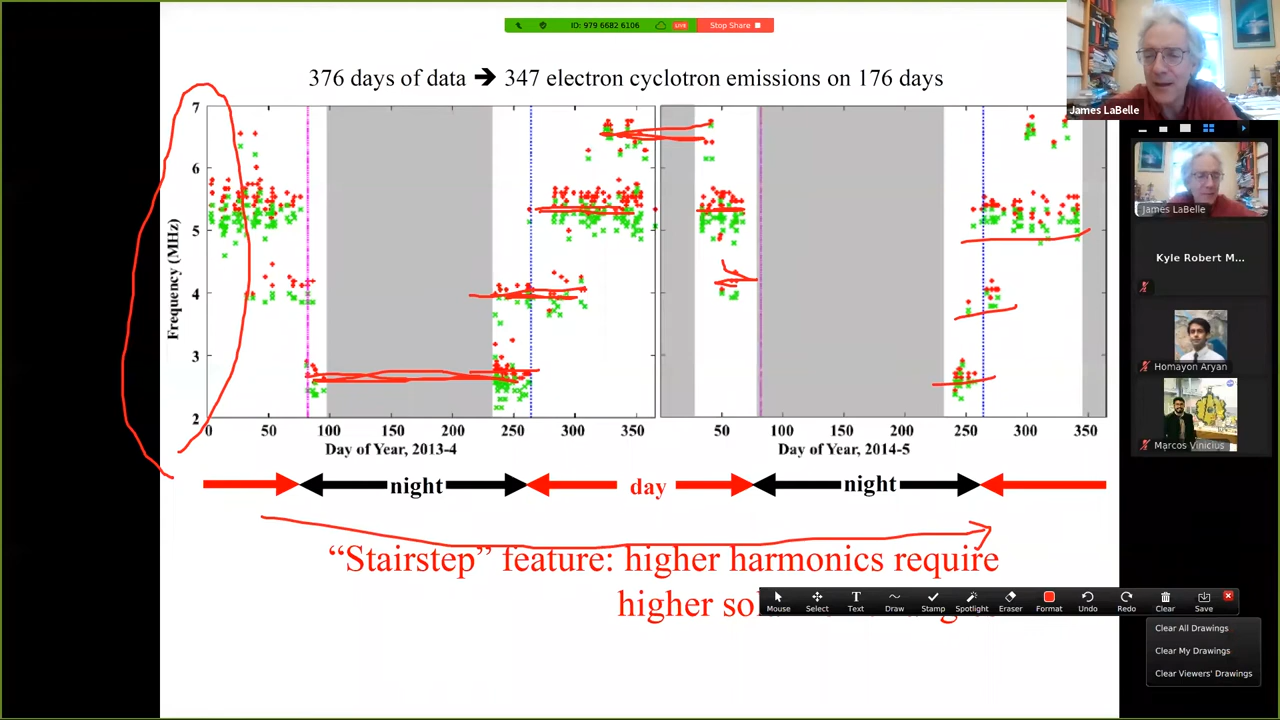 ID: 979 6682 6106
LIVE
Stop Share
376 days of data ➔ 347 electron cyclotron emissions on 176 days
James LaBelle
James LaBelle
Kyle Robert M...
Homayon Aryan
Marcos Vinicius
Frequency (MHz)
7
6
5
4
3
2
0 50 100 150 200 250 300 350
50 100 150 200 250 300 350
Day of Year, 2013-4
Day of Year, 2014-5
night day night
“Stairstep” feature: higher harmonics require
higher
Mouse Select Text Draw Stamp Spotlight Eraser Format Undo Redo Clear Save
Clear All Drawings
Clear My Drawings
Clear Viewers' Drawings